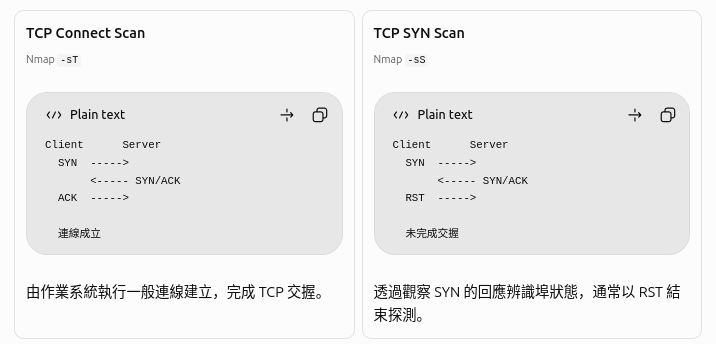 TCP Connect Scan
Nmap -sT
Plain text
Client      Server
  SYN  ----->
       <----- SYN/ACK
  ACK  ----->
  連線成立
由作業系統執行一般連線建立，完成 TCP 交握。
TCP SYN Scan
Nmap -sS
Plain text
Client      Server
  SYN  ----->
       <----- SYN/ACK
  RST  ----->
  未完成交握
透過觀察 SYN 的回應辨識埠狀態，通常以 RST 結
束探測。